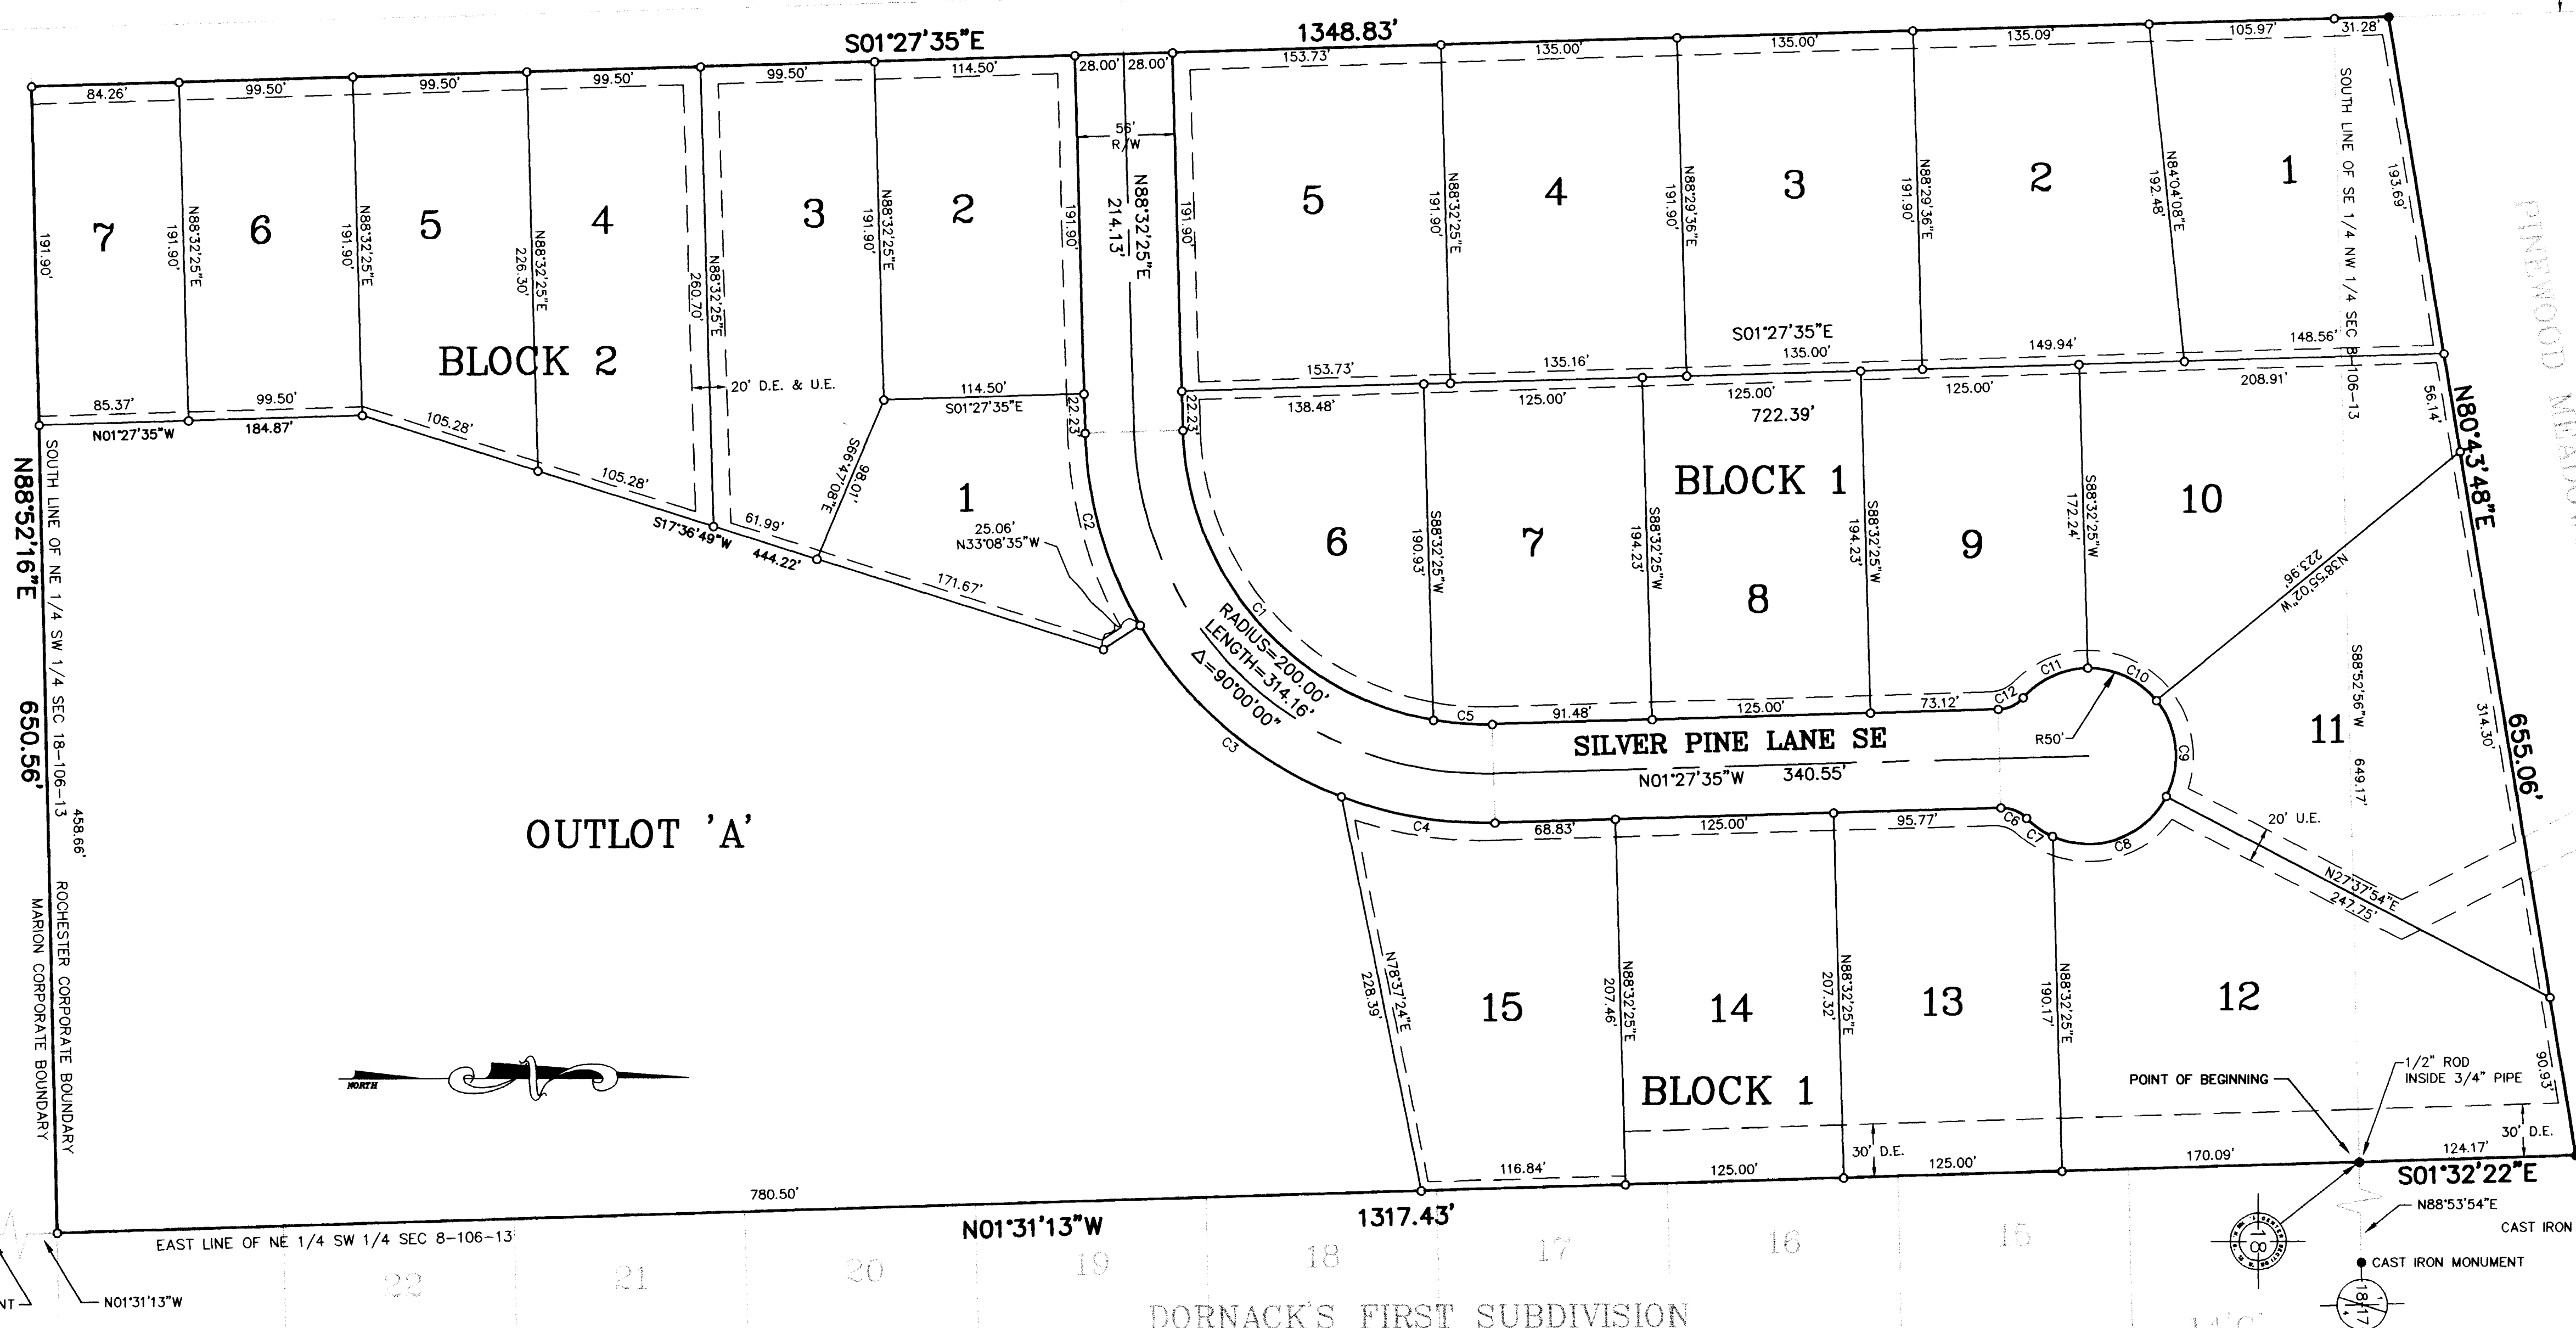 S01°27'35"E
1348.83'
84.26'
99.50'
99.50'
99.50'
99.50'
114.50'
28.00'
28.00'
153.73'
135.00'
135.00'
135.09'
105.97'
31.28'
56'
R/W
7
6
5
4
3
2
5
4
3
2
1
191.90'
N88°32'25"E
191.90'
N88°32'25"E
191.90'
N88°32'25"E
226.30'
N88°32'25"E
260.70'
N88°32'25"E
191.90'
191.90'
N88°32'25"E
214.13'
191.90'
N88°32'25"E
191.90'
N88°29'36"E
191.90'
N88°29'36"E
191.90'
N84°04'08"E
192.48'
SOUTH LINE OF SE 1/4 NW 1/4 SEC 8-106-13
193.69'
PINEWOOD
BLOCK 2
20' D.E. & U.E.
85.37'
99.50'
N01°27'35"W
184.87'
105.28'
105.28'
S17°36'49"W
444.22'
61.99'
171.67'
114.50'
S01°27'35"E
22.23'
22.23'
S66°47'08"E
98.01'
1
25.06'
N33°08'35"W
C2
C1
C3
S01°27'35"E
153.73'
135.16'
135.00'
149.94'
148.56'
138.48'
125.00'
125.00'
125.00'
208.91'
722.39'
56.14'
N80°43'48"E
655.06'
BLOCK 1
6
7
8
9
10
11
S88°32'25"W
190.93'
S88°32'25"W
194.23'
S88°32'25"W
194.23'
S88°32'25"W
172.24'
N38°55'02"W
223.96'
S88°52'56"W
649.17'
314.30'
RADIUS=200.00'
LENGTH=314.16'
Δ=90°00'00"
C5
91.48'
125.00'
73.12'
C12
C11
C10
C9
R50'
SILVER PINE LANE SE
N01°27'35"W 340.55'
C4
68.83'
125.00'
95.77'
C6
C7
C8
20' U.E.
N27°37'54"E
247.75'
N88°52'16"E
650.56'
SOUTH LINE OF NE 1/4 SW 1/4 SEC 18-106-13
458.66'
ROCHESTER CORPORATE BOUNDARY
MARION CORPORATE BOUNDARY
OUTLOT 'A'
NORTH
N78°37'24"E
228.39'
15
N88°32'25"E
207.46'
14
N88°32'25"E
207.32'
13
N88°32'25"E
190.17'
12
BLOCK 1
POINT OF BEGINNING
1/2" ROD
INSIDE 3/4" PIPE
90.93'
30' D.E.
30' D.E.
116.84'
125.00'
125.00'
170.09'
124.17'
S01°32'22"E
780.50'
N01°31'13"W
1317.43'
EAST LINE OF NE 1/4 SW 1/4 SEC 8-106-13
N88°53'54"E
CAST IRON
CAST IRON MONUMENT
18
18 17
1
4
N01°31'13"W
22
21
20
19
18
17
16
15
DORNACK'S FIRST SUBDIVISION